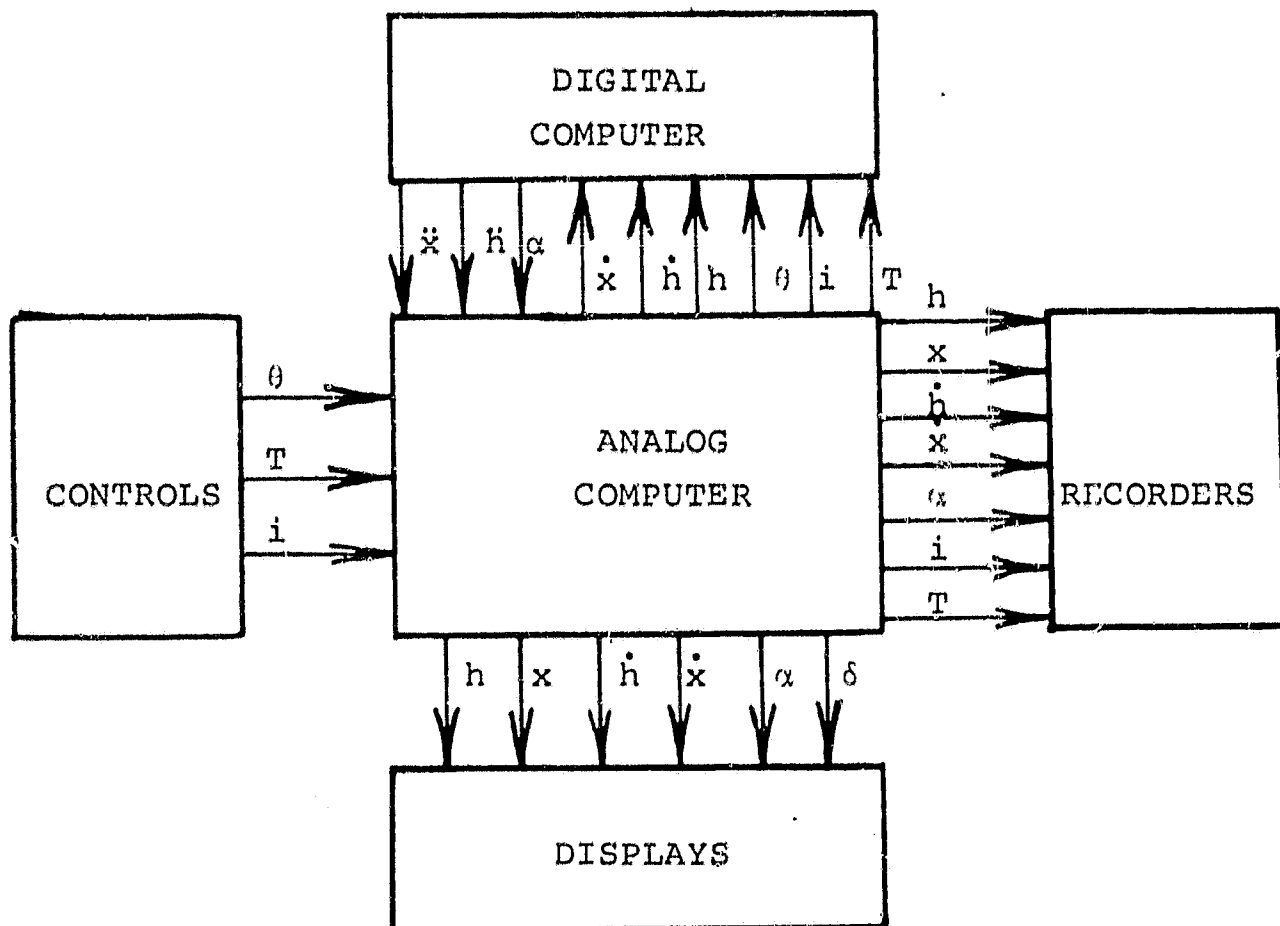 DIGITAL
COMPUTER
ẍ ḧ α ẋ ḣ h θ i T
CONTROLS
θ
T
i
ANALOG
COMPUTER
h
x
ḣ
ẋ
α
i
T
RECORDERS
h x ḣ ẋ α δ
DISPLAYS